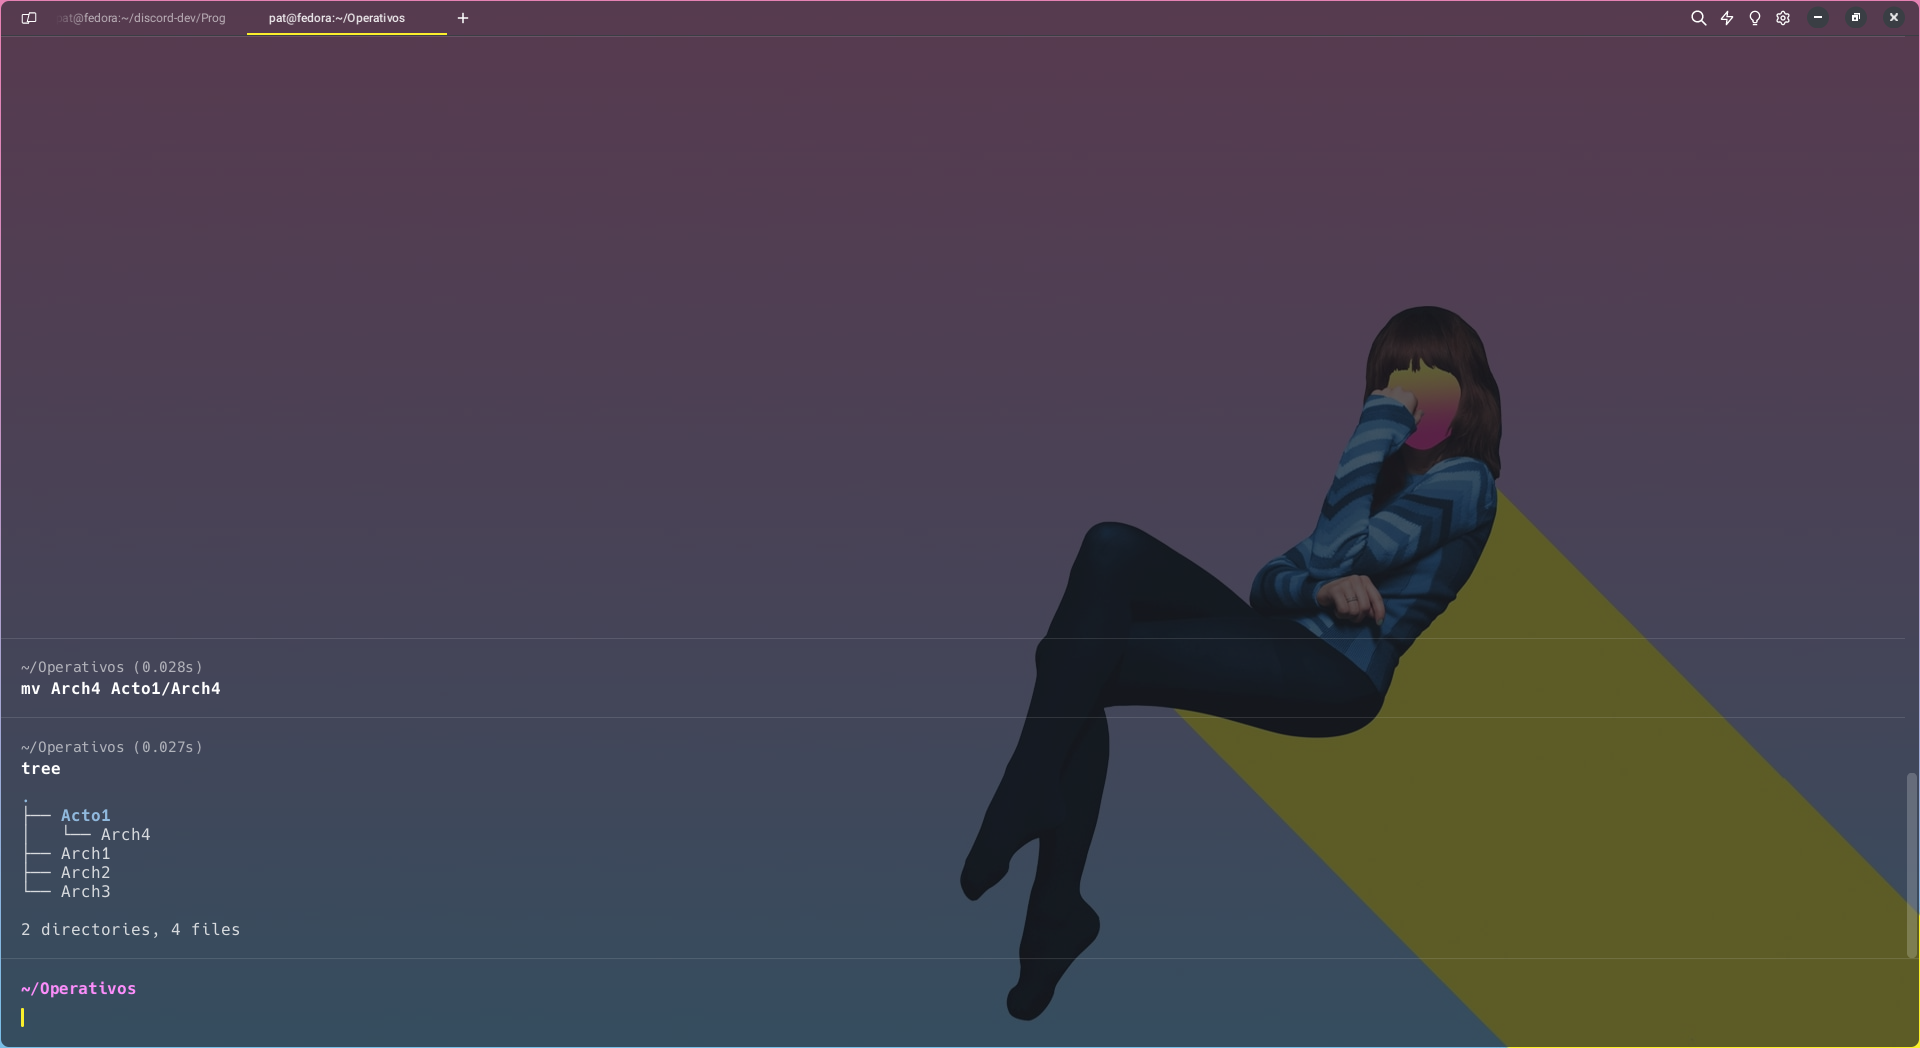 at@fedora:~/discord-dev/Prog
pat@fedora:~/Operativos
~/Operativos (0.028s)
mv Arch4 Acto1/Arch4
~/Operativos (0.027s)
tree
.
├── Acto1
│   └── Arch4
├── Arch1
├── Arch2
└── Arch3
2 directories, 4 files
~/Operativos